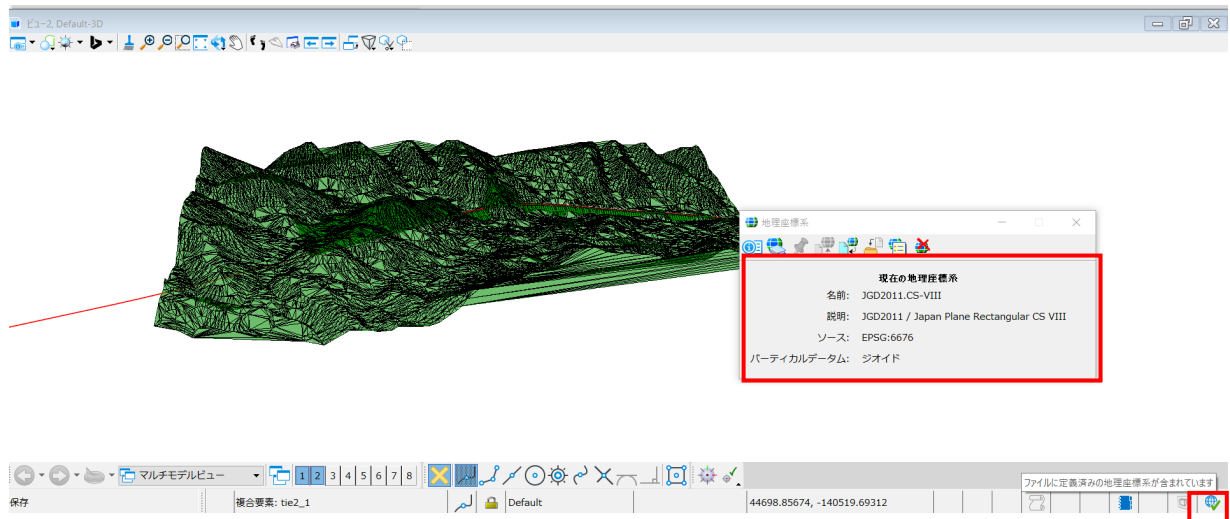 ビュー2, Default-3D
地理座標系
現在の地理座標系
名前: JGD2011.CS-VIII
説明: JGD2011 / Japan Plane Rectangular CS VIII
ソース: EPSG:6676
バーティカルデータム: ジオイド
マルチモデルビュー 1 2 3 4 5 6 7 8
ファイルに定義済みの地理座標系が含まれています
保存 複合要素: tie2_1 Default 44698.85674, -140519.69312